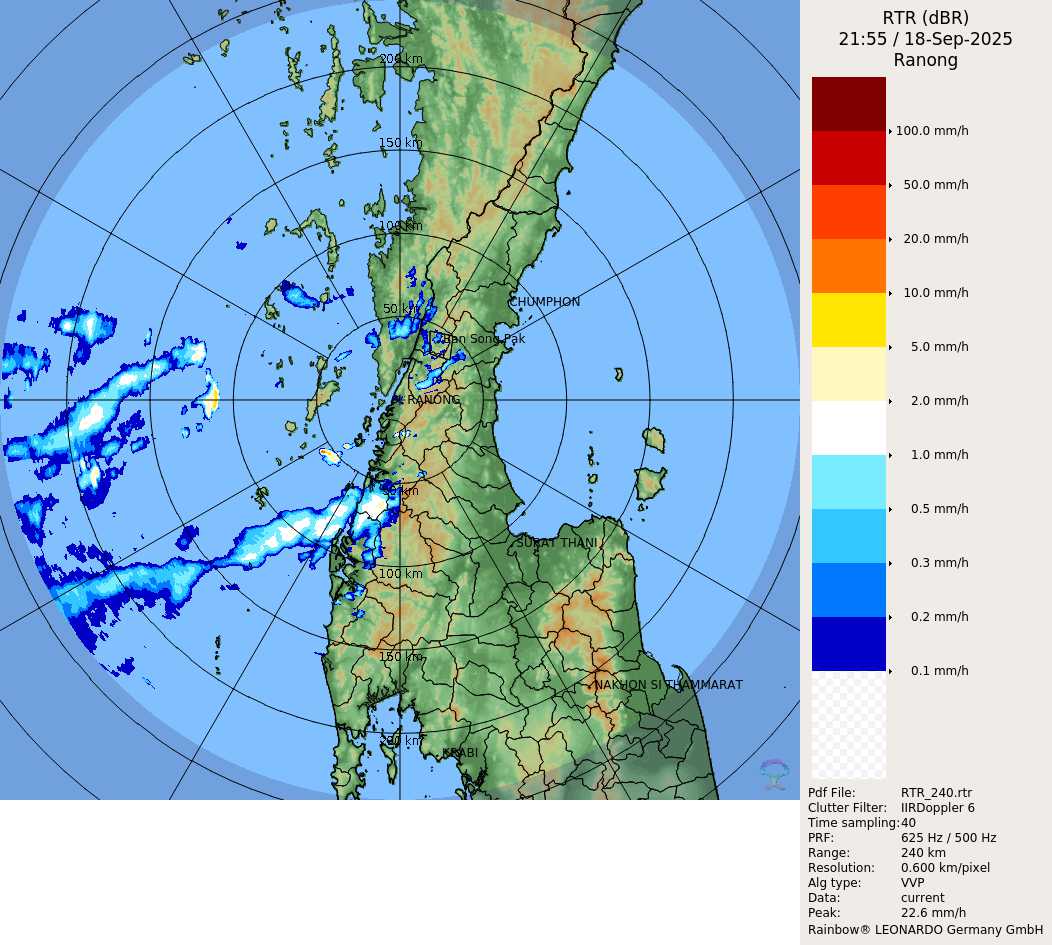 RTR (dBR)
21:55 / 18-Sep-2025
Ranong
200 km
150 km
100 km
50 km
CHUMPHON
Ban Song Pak
RANONG
50 km
SURAT THANI
100 km
150 km
NAKHON SI THAMMARAT
200 km
KRABI
100.0 mm/h
50.0 mm/h
20.0 mm/h
10.0 mm/h
5.0 mm/h
2.0 mm/h
1.0 mm/h
0.5 mm/h
0.3 mm/h
0.2 mm/h
0.1 mm/h
Pdf File: RTR_240.rtr
Clutter Filter: IIRDoppler 6
Time sampling:40
PRF: 625 Hz / 500 Hz
Range: 240 km
Resolution: 0.600 km/pixel
Alg type: VVP
Data: current
Peak: 22.6 mm/h
Rainbow® LEONARDO Germany GmbH